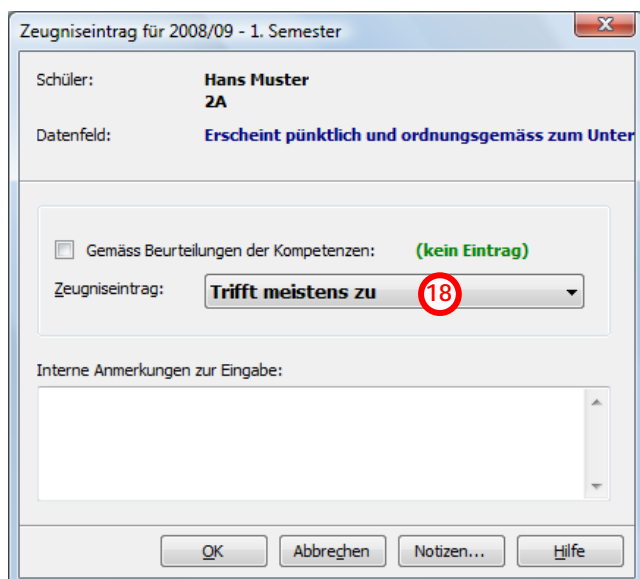 Zeugniseintrag für 2008/09 - 1. Semester
Schüler: Hans Muster
2A
Datenfeld: Erscheint pünktlich und ordnungsgemäss zum Unter
Gemäss Beurteilungen der Kompetenzen: (kein Eintrag)
Zeugniseintrag: Trifft meistens zu 18
Interne Anmerkungen zur Eingabe:
OK Abbrechen Notizen... Hilfe